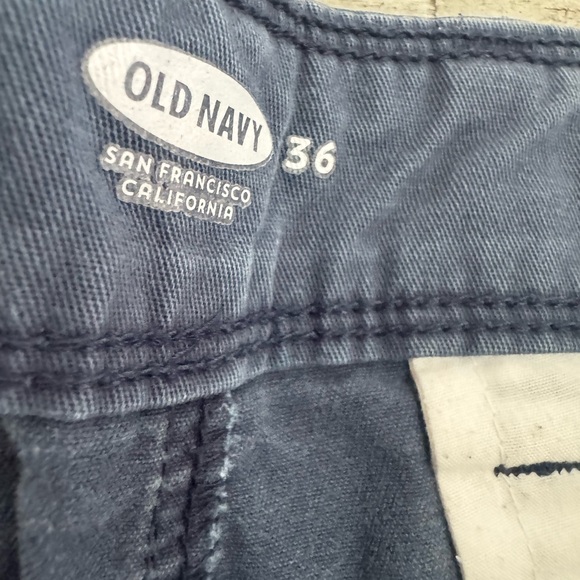 OLD NAVY
36
SAN FRANCISCO
CALIFORNIA